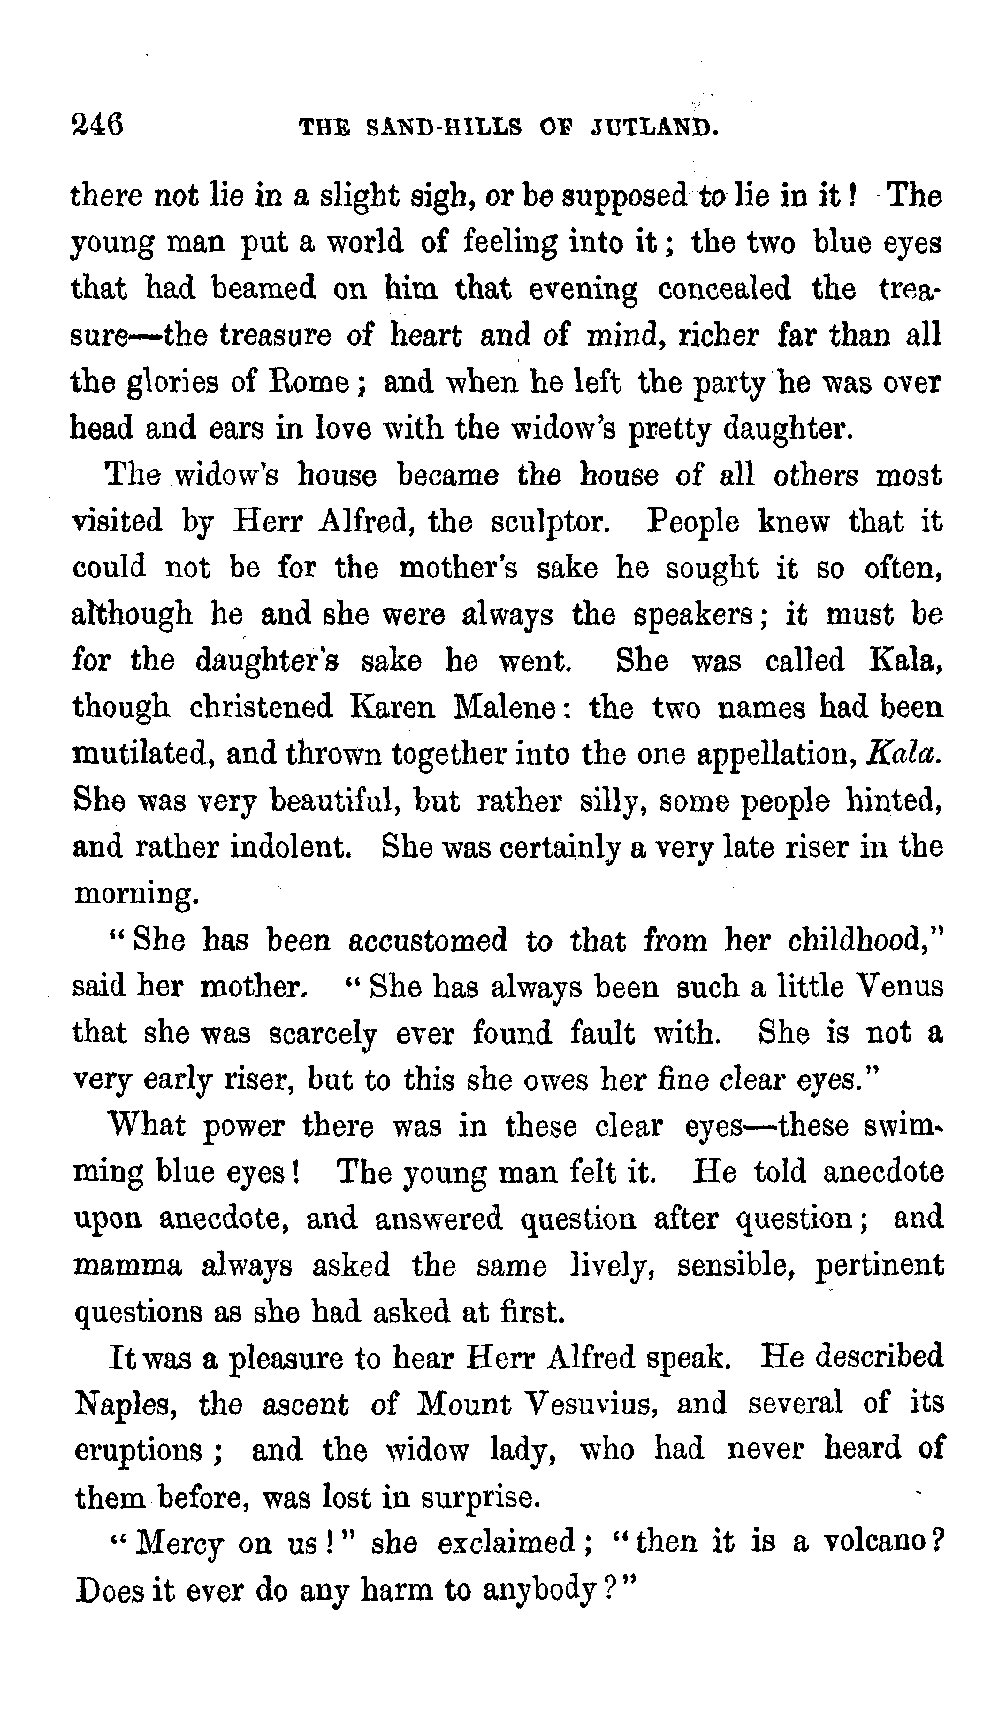 246 THE SAND-HILLS OF JUTLAND.
there not lie in a slight sigh, or be supposed to lie in it! The
young man put a world of feeling into it; the two blue eyes
that had beamed on him that evening concealed the trea-
sure—the treasure of heart and of mind, richer far than all
the glories of Rome; and when he left the party he was over
head and ears in love with the widow's pretty daughter.
The widow's house became the house of all others most
visited by Herr Alfred, the sculptor. People knew that it
could not be for the mother's sake he sought it so often,
although he and she were always the speakers; it must be
for the daughter's sake he went. She was called Kala,
though christened Karen Malene: the two names had been
mutilated, and thrown together into the one appellation, Kala.
She was very beautiful, but rather silly, some people hinted,
and rather indolent. She was certainly a very late riser in the
morning.
"She has been accustomed to that from her childhood,"
said her mother. "She has always been such a little Venus
that she was scarcely ever found fault with. She is not a
very early riser, but to this she owes her fine clear eyes."
What power there was in these clear eyes—these swim-
ming blue eyes! The young man felt it. He told anecdote
upon anecdote, and answered question after question; and
mamma always asked the same lively, sensible, pertinent
questions as she had asked at first.
It was a pleasure to hear Herr Alfred speak. He described
Naples, the ascent of Mount Vesuvius, and several of its
eruptions; and the widow lady, who had never heard of
them before, was lost in surprise.
"Mercy on us!" she exclaimed; "then it is a volcano?
Does it ever do any harm to anybody?"